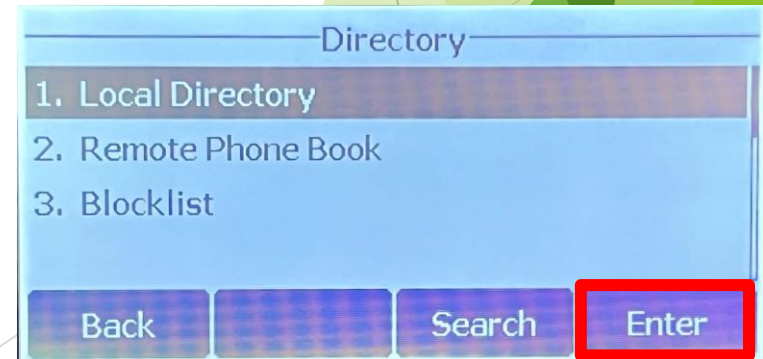 Directory
1. Local Directory
2. Remote Phone Book
3. Blocklist
Back Search Enter